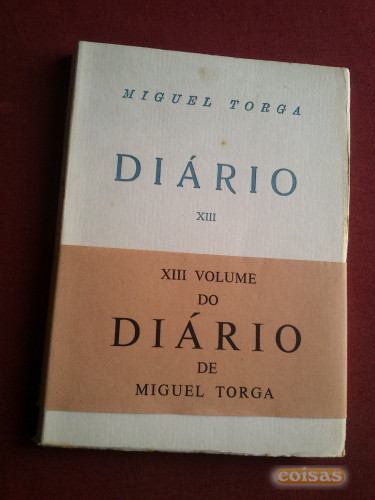 MIGUEL TORGA
DIÁRIO
XIII
XIII VOLUME
DO
DIÁRIO
DE
MIGUEL TORGA
coisas